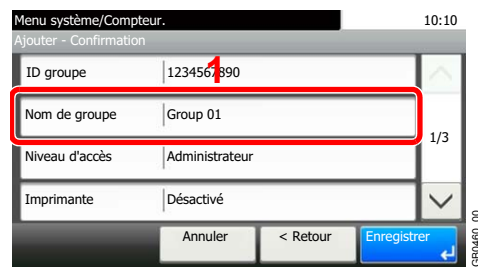 Menu système/Compteur. 10:10
Ajouter - Confirmation
ID groupe 1234567890
1
Nom de groupe Group 01
1/3
Niveau d'accès Administrateur
Imprimante Désactivé
Annuler < Retour Enregistrer
GB0460_00